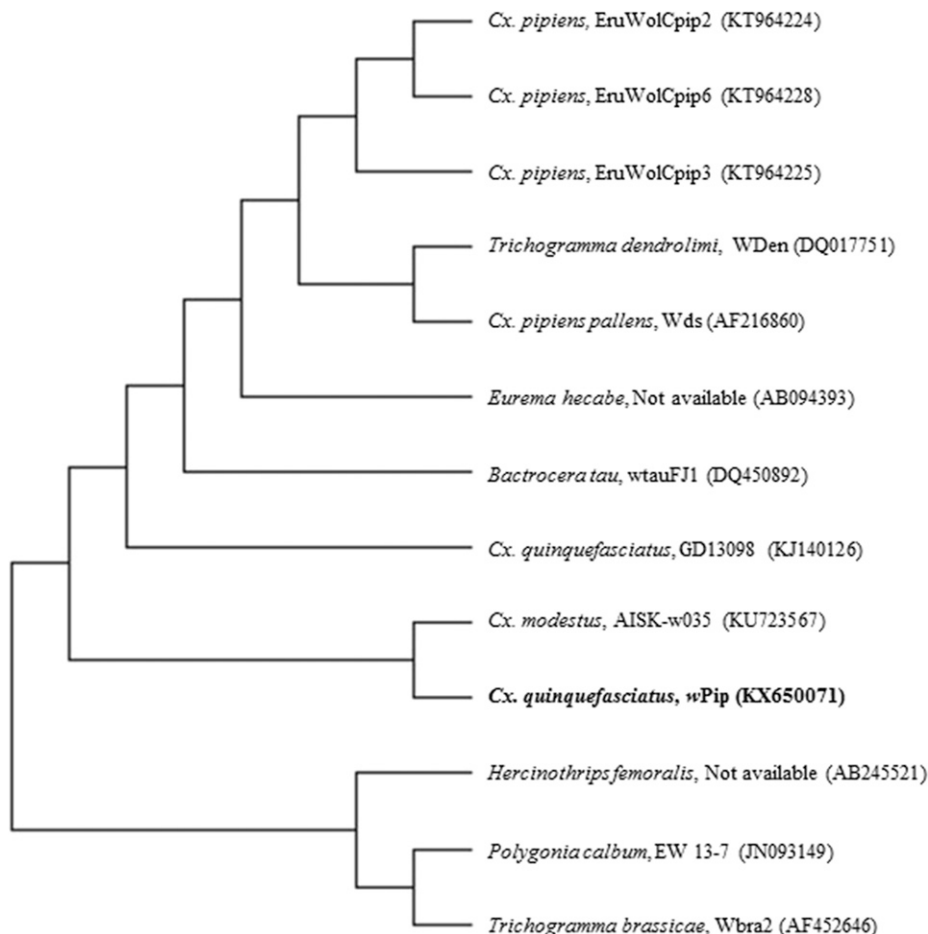 Cx. pipiens, EruWolCpip2 (KT964224)
Cx. pipiens, EruWolCpip6 (KT964228)
Cx. pipiens, EruWolCpip3 (KT964225)
Trichogramma dendrolimi, WDen (DQ017751)
Cx. pipiens pallens, Wds (AF216860)
Eurema hecabe, Not available (AB094393)
Bactrocera tau, wtauFJ1 (DQ450892)
Cx. quinquefasciatus, GD13098 (KJ140126)
Cx. modestus, AISK-w035 (KU723567)
Cx. quinquefasciatus, wPip (KX650071)
Hercinothrips femoralis, Not available (AB245521)
Polygonia calbum, EW 13-7 (JN093149)
Trichogramma brassicae, Wbra2 (AF452646)